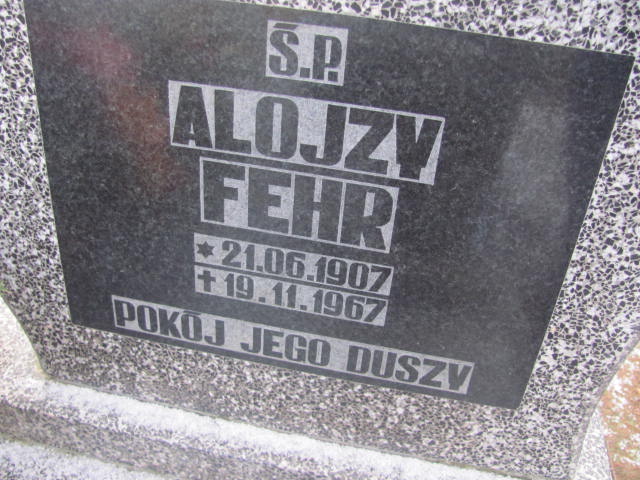 Ś.P.
ALOJZY
FEHR
* 21.06.1907
✝ 19.11.1967
POKÓJ JEGO DUSZY